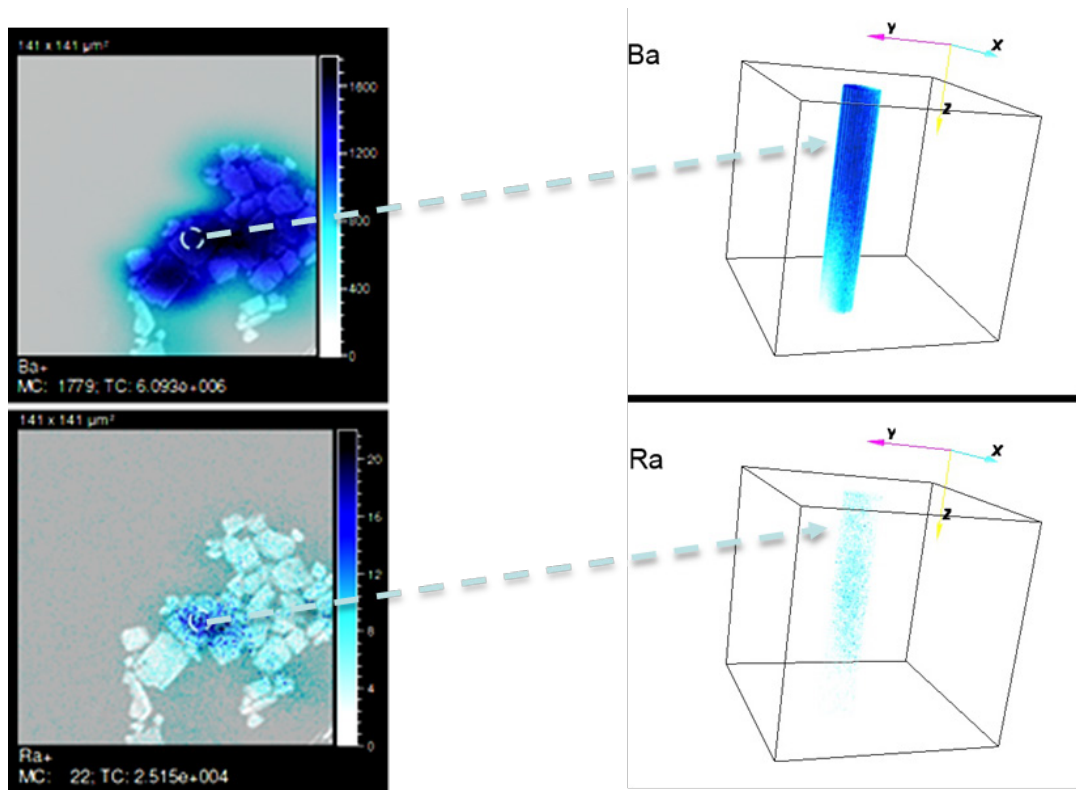 141 x 141 µm²
1600
1200
800
400
0
Ba+
MC: 1779; TC: 6.093e+006
Ba
Y
X
Z
141 x 141 µm²
20
16
12
8
4
0
Ra+
MC: 22; TC: 2.515e+004
Ra
Y
X
Z